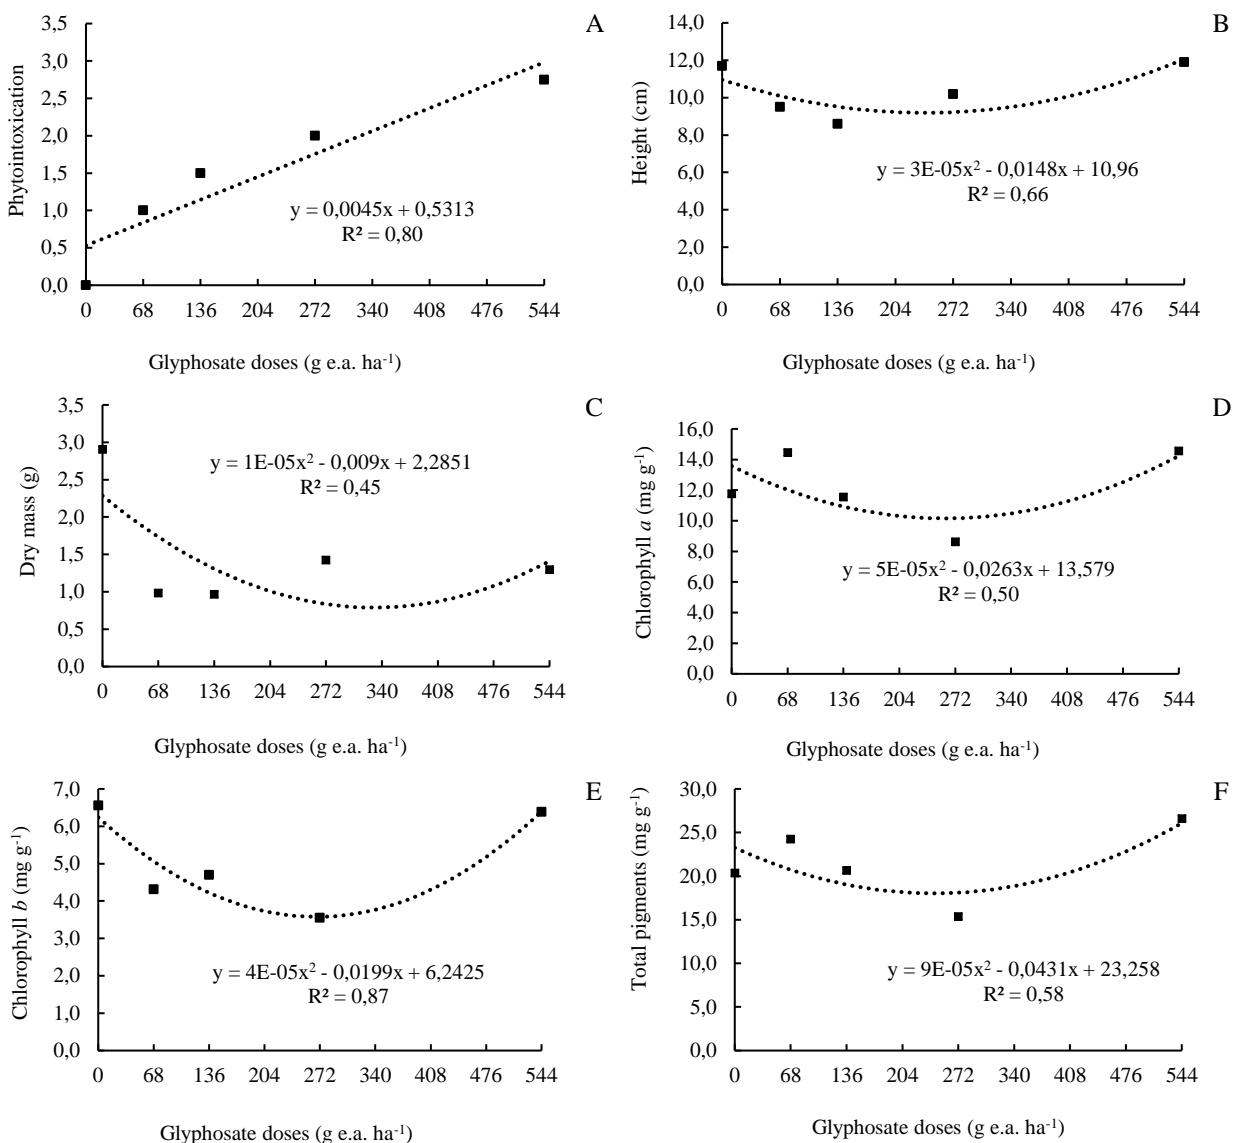 A
3,5
3,0
2,5
2,0
1,5
1,0
0,5
0,0
Phytointoxication
y = 0,0045x + 0,5313
R² = 0,80
0 68 136 204 272 340 408 476 544
Glyphosate doses (g e.a. ha⁻¹)
B
14,0
12,0
10,0
8,0
6,0
4,0
2,0
0,0
Height (cm)
y = 3E-05x² - 0,0148x + 10,96
R² = 0,66
0 68 136 204 272 340 408 476 544
Glyphosate doses (g e.a. ha⁻¹)
C
3,5
3,0
2,5
2,0
1,5
1,0
0,5
0,0
Dry mass (g)
y = 1E-05x² - 0,009x + 2,2851
R² = 0,45
0 68 136 204 272 340 408 476 544
Glyphosate doses (g e.a. ha⁻¹)
D
16,0
14,0
12,0
10,0
8,0
6,0
4,0
2,0
0,0
Chlorophyll a (mg g⁻¹)
y = 5E-05x² - 0,0263x + 13,579
R² = 0,50
0 68 136 204 272 340 408 476 544
Glyphosate doses (g e.a. ha⁻¹)
E
7,0
6,0
5,0
4,0
3,0
2,0
1,0
0,0
Chlorophyll b (mg g⁻¹)
y = 4E-05x² - 0,0199x + 6,2425
R² = 0,87
0 68 136 204 272 340 408 476 544
Glyphosate doses (g e.a. ha⁻¹)
F
30,0
25,0
20,0
15,0
10,0
5,0
0,0
Total pigments (mg g⁻¹)
y = 9E-05x² - 0,0431x + 23,258
R² = 0,58
0 68 136 204 272 340 408 476 544
Glyphosate doses (g e.a. ha⁻¹)